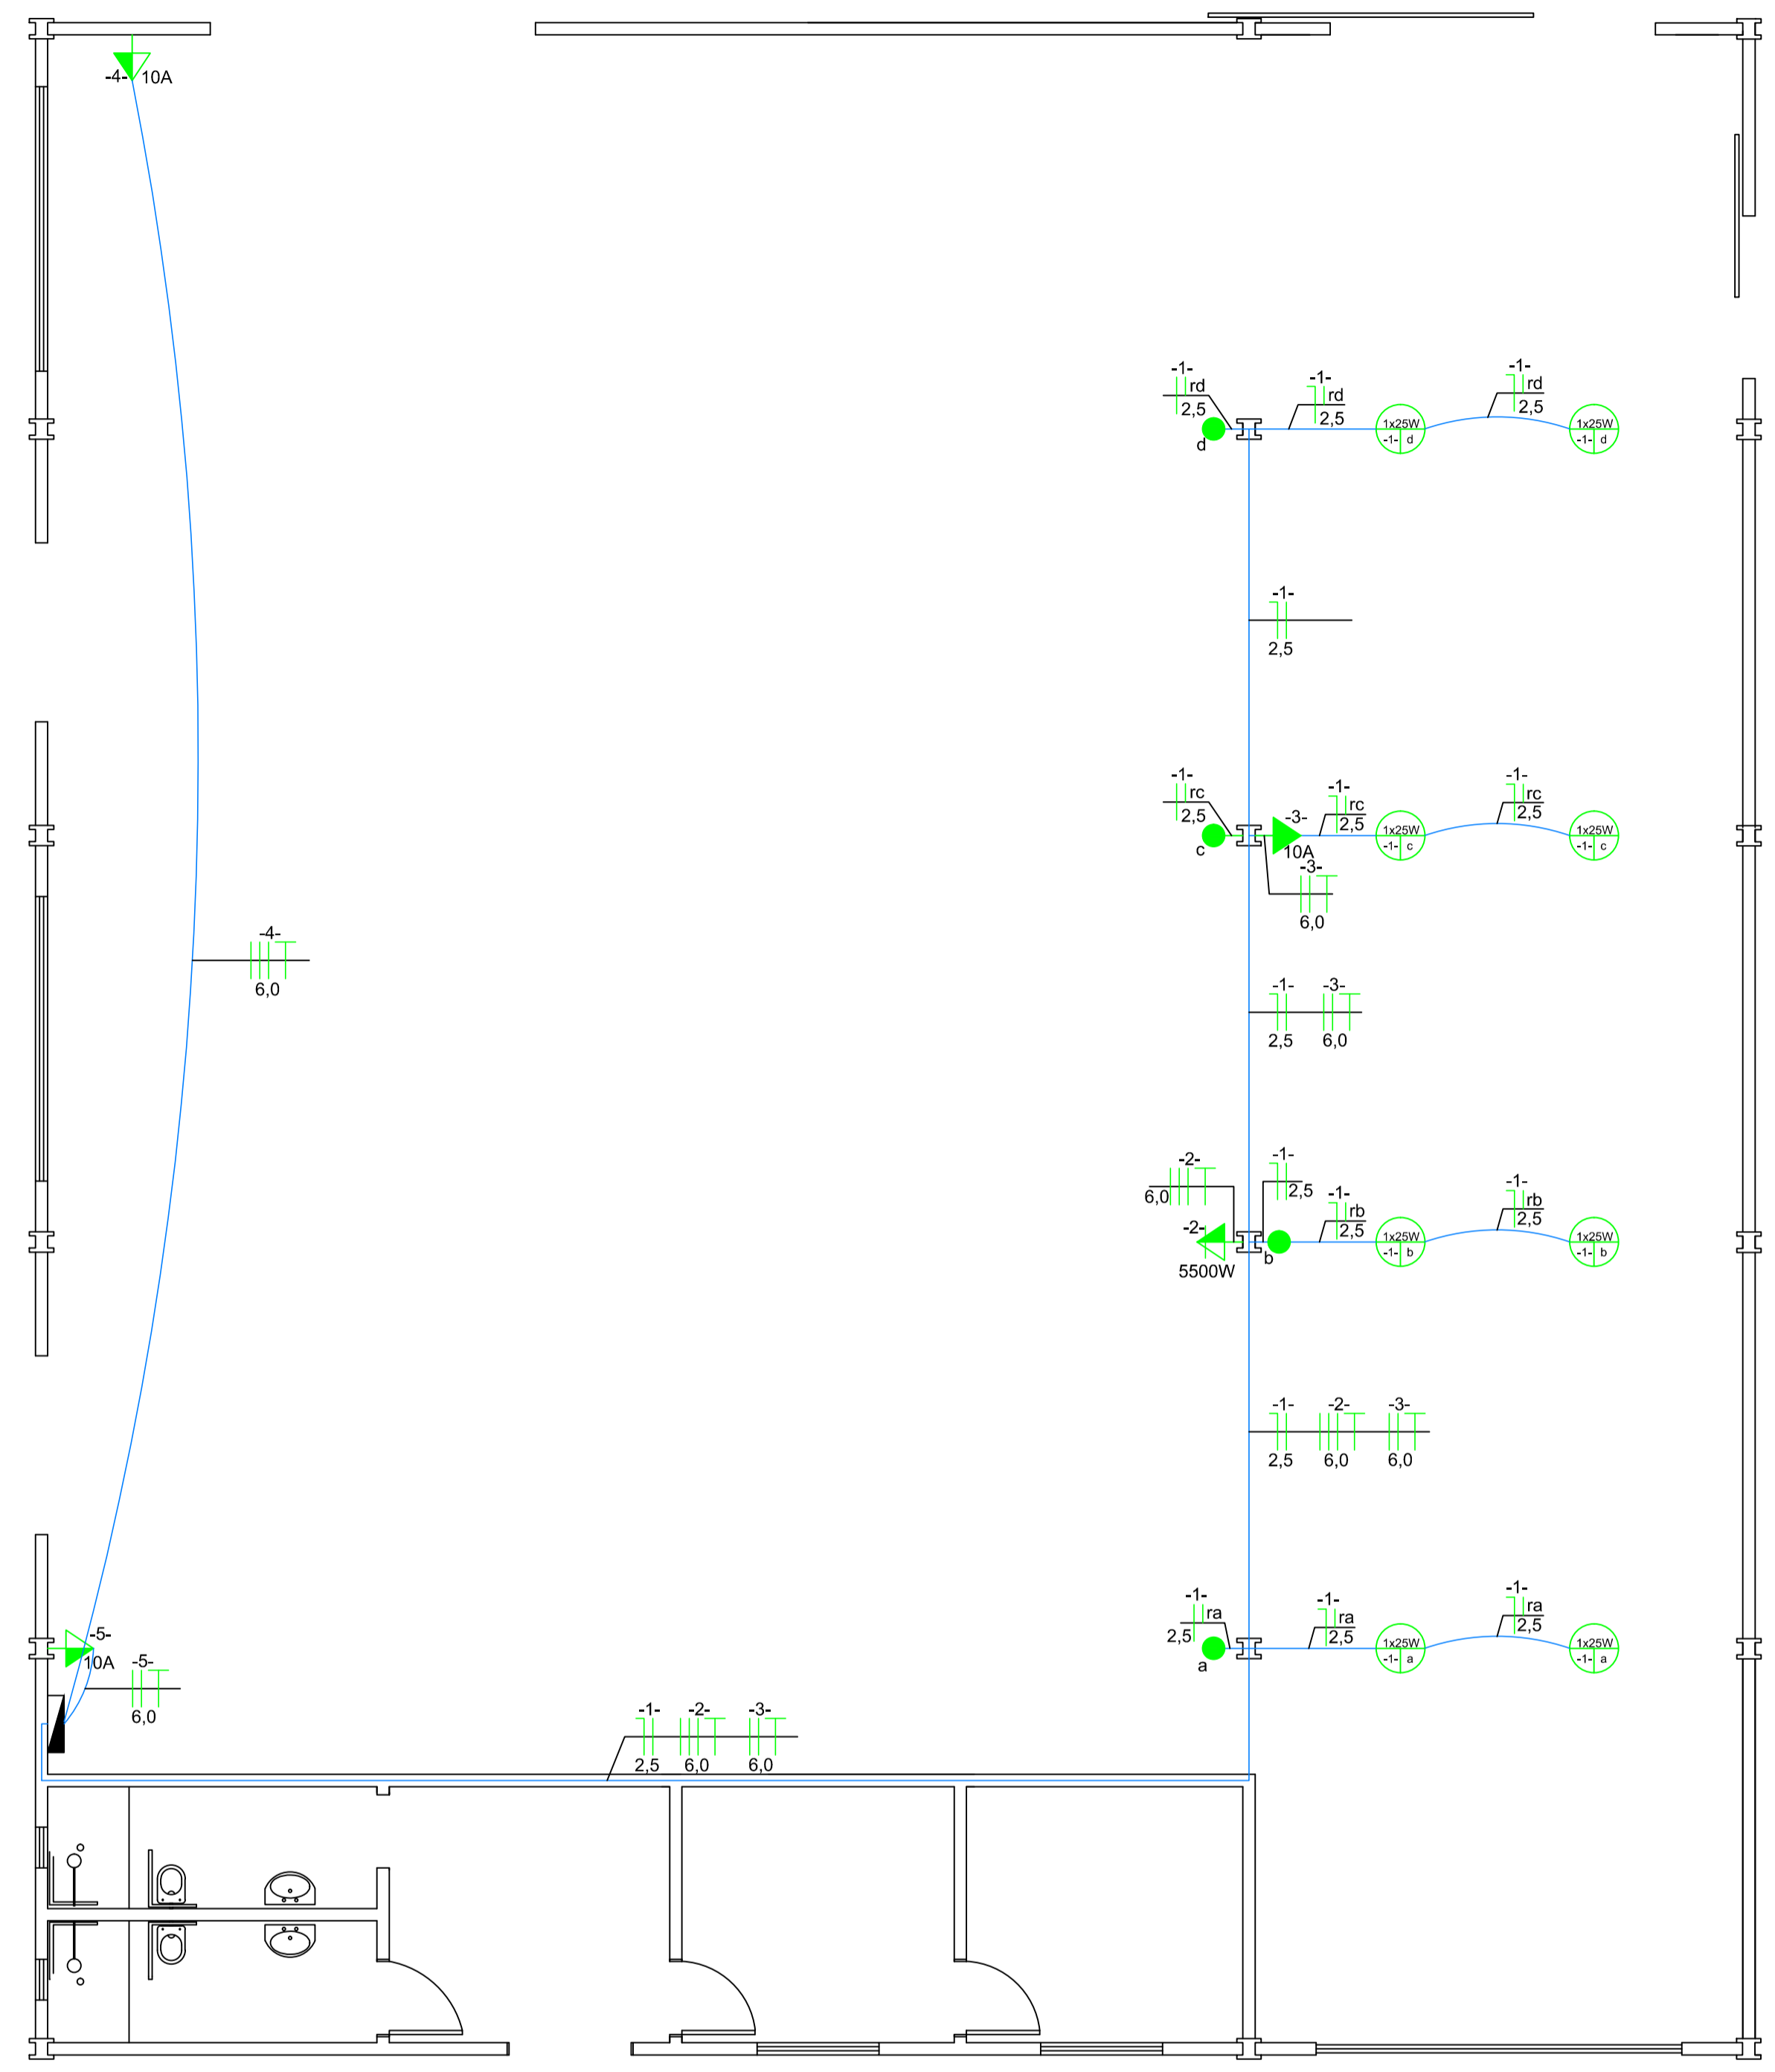 -4- 10A
-1-
rd
2,5
d
-1-
rd
2,5
-1-
rd
2,5
1x25W
-1- d
1x25W
-1- d
-1-
2,5
-1-
rc
2,5
c
-3-
10A
-3-
6,0
-1-
rc
2,5
-1-
rc
2,5
1x25W
-1- c
1x25W
-1- c
-4-
6,0
-1- -3-
2,5 6,0
-2-
6,0
-2-
5500W
-1-
2,5
b
-1-
rb
2,5
-1-
rb
2,5
1x25W
-1- b
1x25W
-1- b
-1- -2- -3-
2,5 6,0 6,0
-1-
ra
2,5
a
-1-
ra
2,5
-1-
ra
2,5
1x25W
-1- a
1x25W
-1- a
-5-
10A
-5-
6,0
-1- -2- -3-
2,5 6,0 6,0